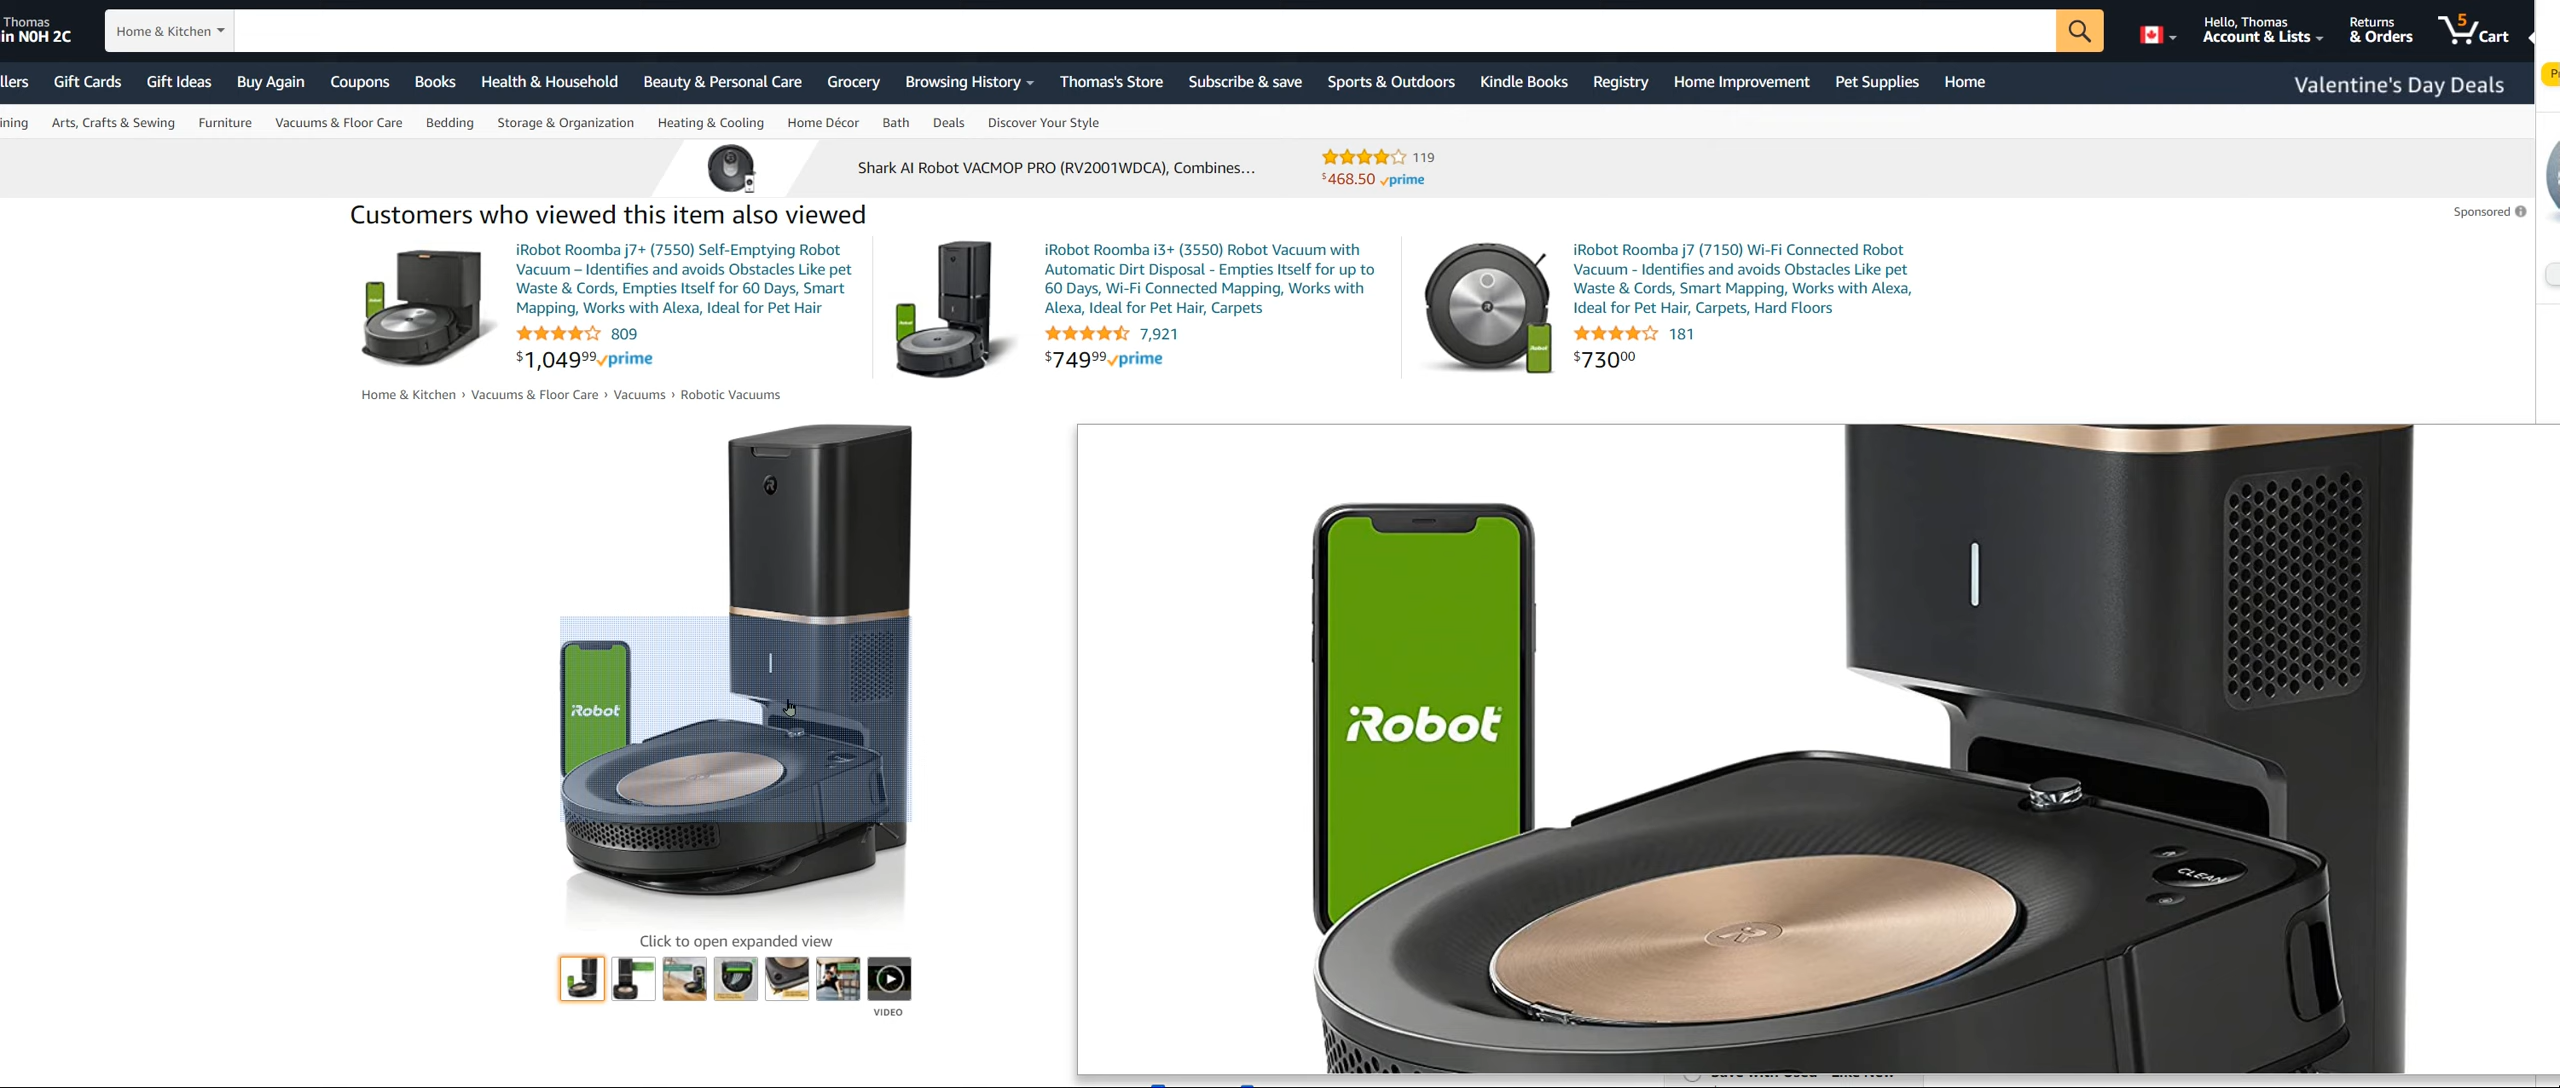 Thomas
in N0H 2C
Home & Kitchen
Hello, Thomas
Account & Lists
Returns
& Orders
5
Cart
llers
Gift Cards
Gift Ideas
Buy Again
Coupons
Books
Health & Household
Beauty & Personal Care
Grocery
Browsing History
Thomas's Store
Subscribe & save
Sports & Outdoors
Kindle Books
Registry
Home Improvement
Pet Supplies
Home
Valentine's Day Deals
ining
Arts, Crafts & Sewing
Furniture
Vacuums & Floor Care
Bedding
Storage & Organization
Heating & Cooling
Home Décor
Bath
Deals
Discover Your Style
Shark AI Robot VACMOP PRO (RV2001WDCA), Combines...
119
$468.50 prime
Customers who viewed this item also viewed
Sponsored
iRobot Roomba j7+ (7550) Self-Emptying Robot
Vacuum – Identifies and avoids Obstacles Like pet
Waste & Cords, Empties Itself for 60 Days, Smart
Mapping, Works with Alexa, Ideal for Pet Hair
809
$1,049.99 prime
iRobot Roomba i3+ (3550) Robot Vacuum with
Automatic Dirt Disposal - Empties Itself for up to
60 Days, Wi-Fi Connected Mapping, Works with
Alexa, Ideal for Pet Hair, Carpets
7,921
$749.99 prime
iRobot Roomba j7 (7150) Wi-Fi Connected Robot
Vacuum - Identifies and avoids Obstacles Like pet
Waste & Cords, Smart Mapping, Works with Alexa,
Ideal for Pet Hair, Carpets, Hard Floors
181
$730.00
Home & Kitchen › Vacuums & Floor Care › Vacuums › Robotic Vacuums
iRobot
iRobot
CLEAN
Click to open expanded view
VIDEO